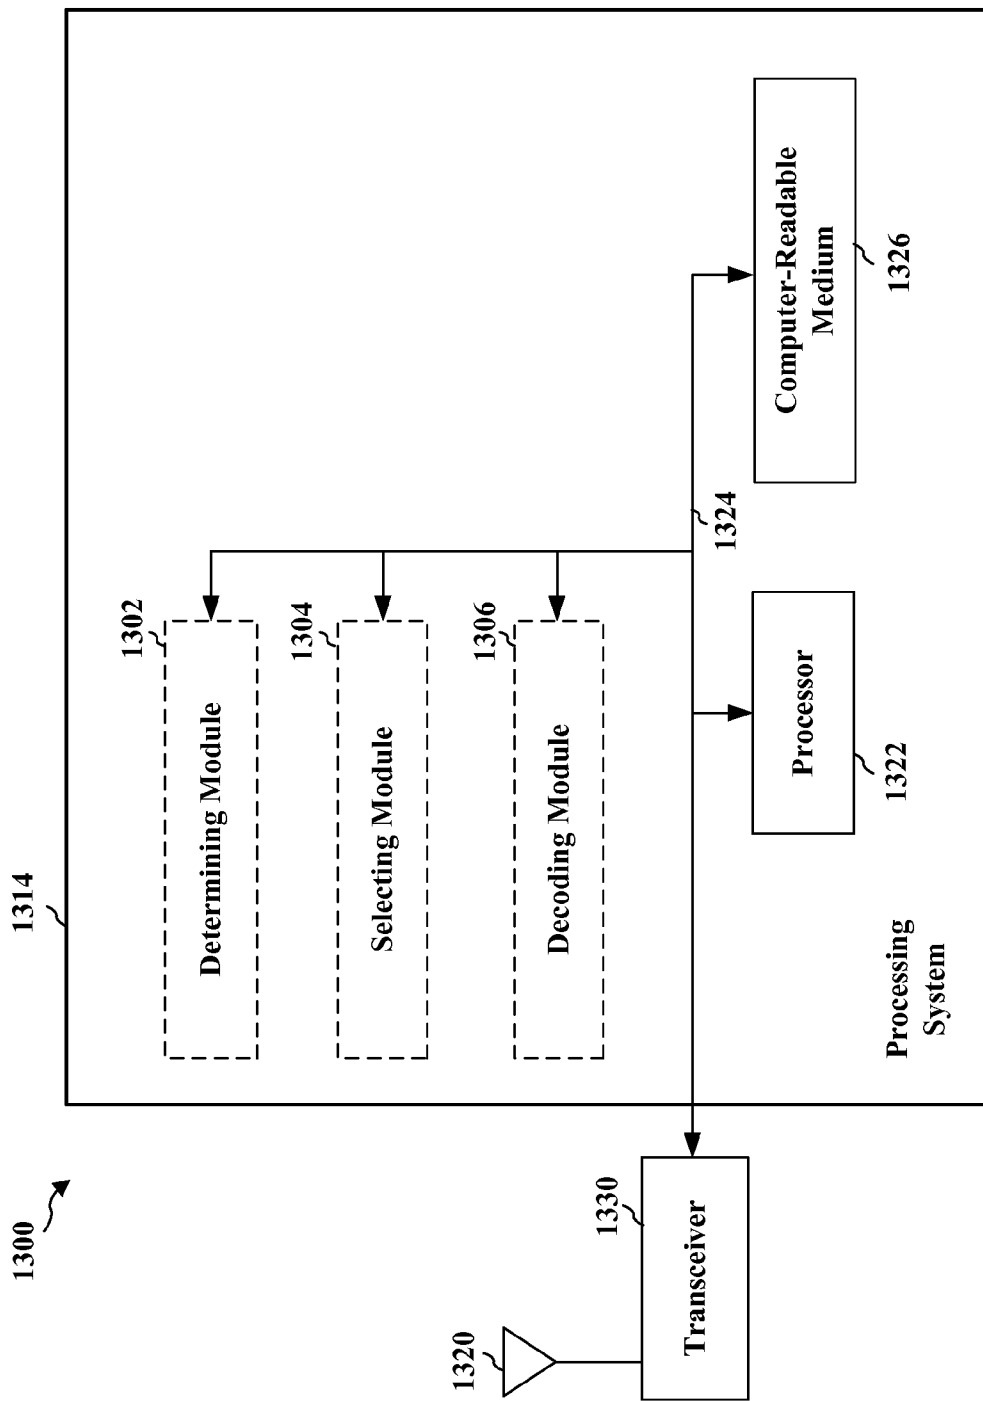 1300
1314
1302
Determining Module
1304
Selecting Module
1306
Decoding Module
1320
1330
Transceiver
1324
Processor
1322
Computer-Readable
Medium
1326
Processing
System